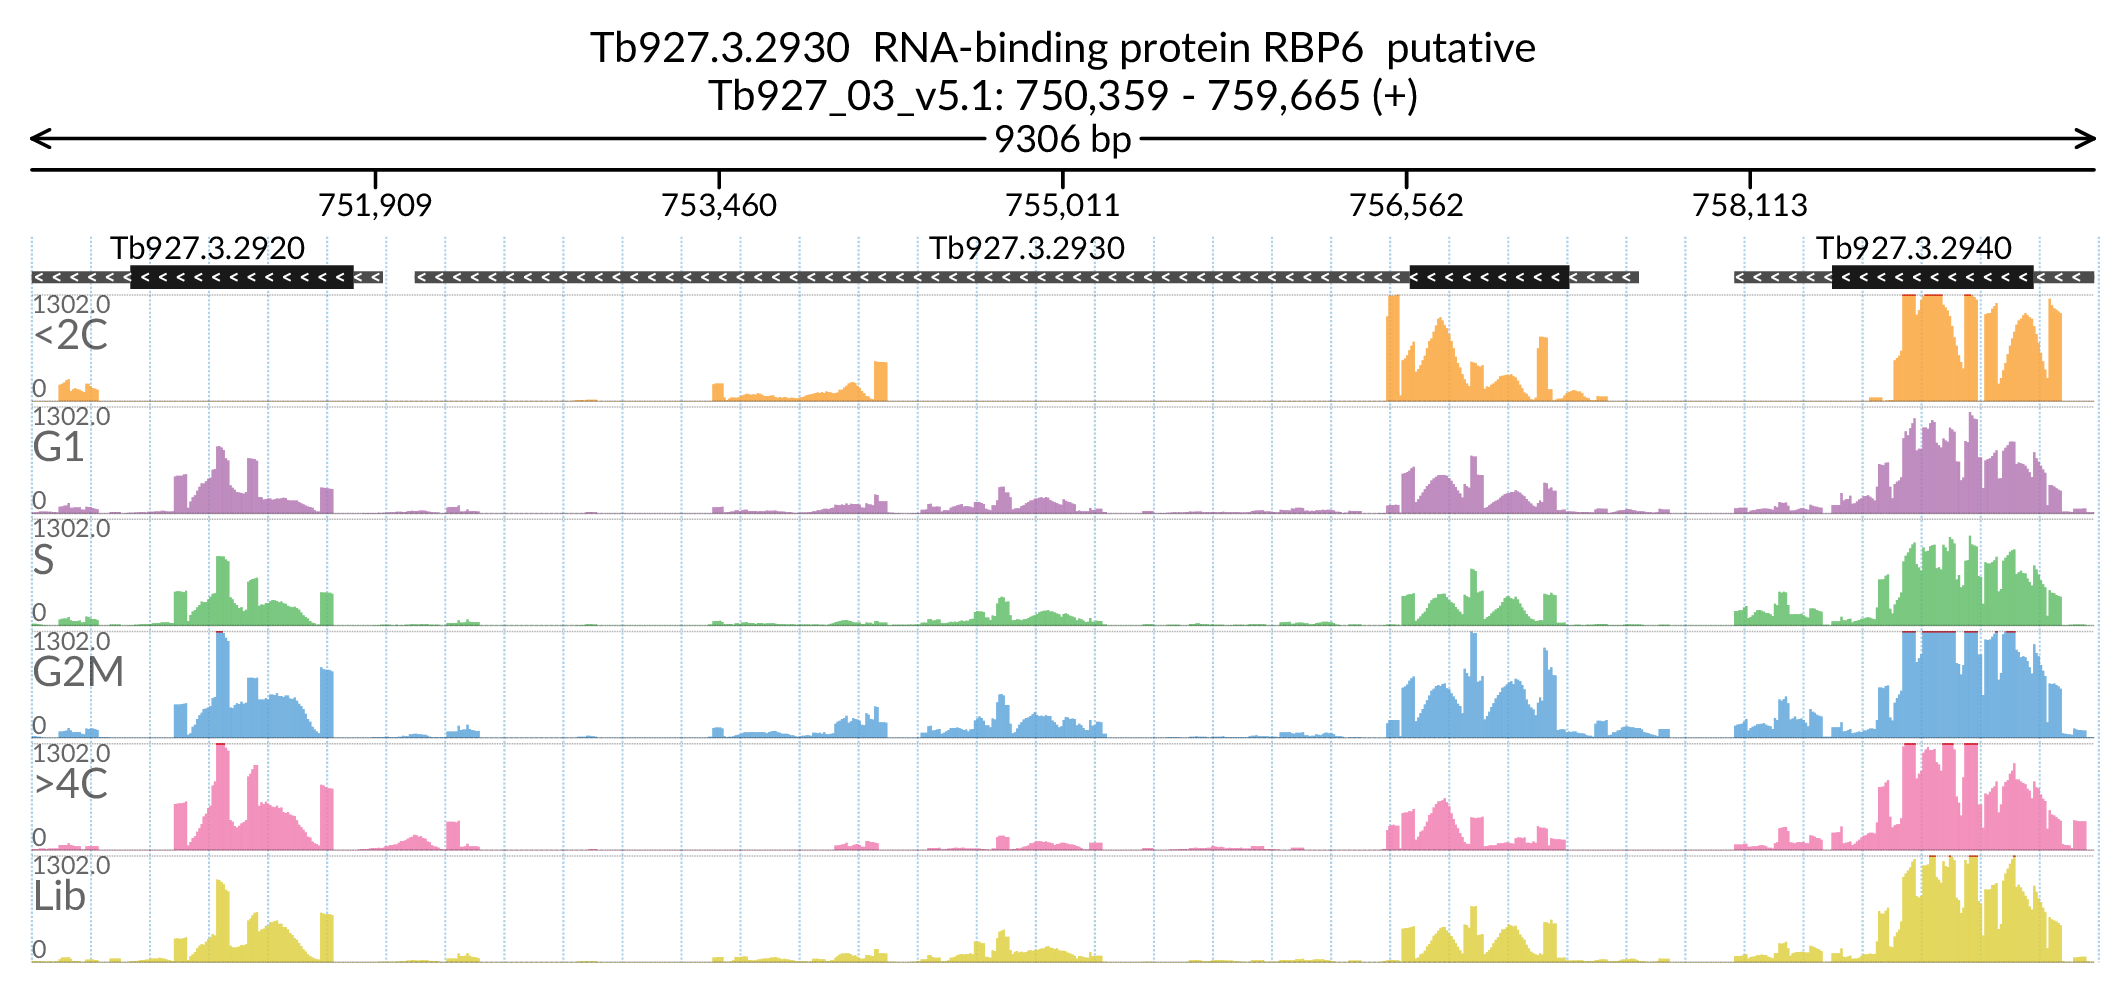 Tb927.3.2930  RNA-binding protein RBP6  putative
Tb927_03_v5.1: 750,359 - 759,665 (+)
9306 bp
751,909 753,460 755,011 756,562 758,113
Tb927.3.2920 Tb927.3.2930 Tb927.3.2940
1302.0
<2C
0
1302.0
G1
0
1302.0
S
0
1302.0
G2M
0
1302.0
>4C
0
1302.0
Lib
0